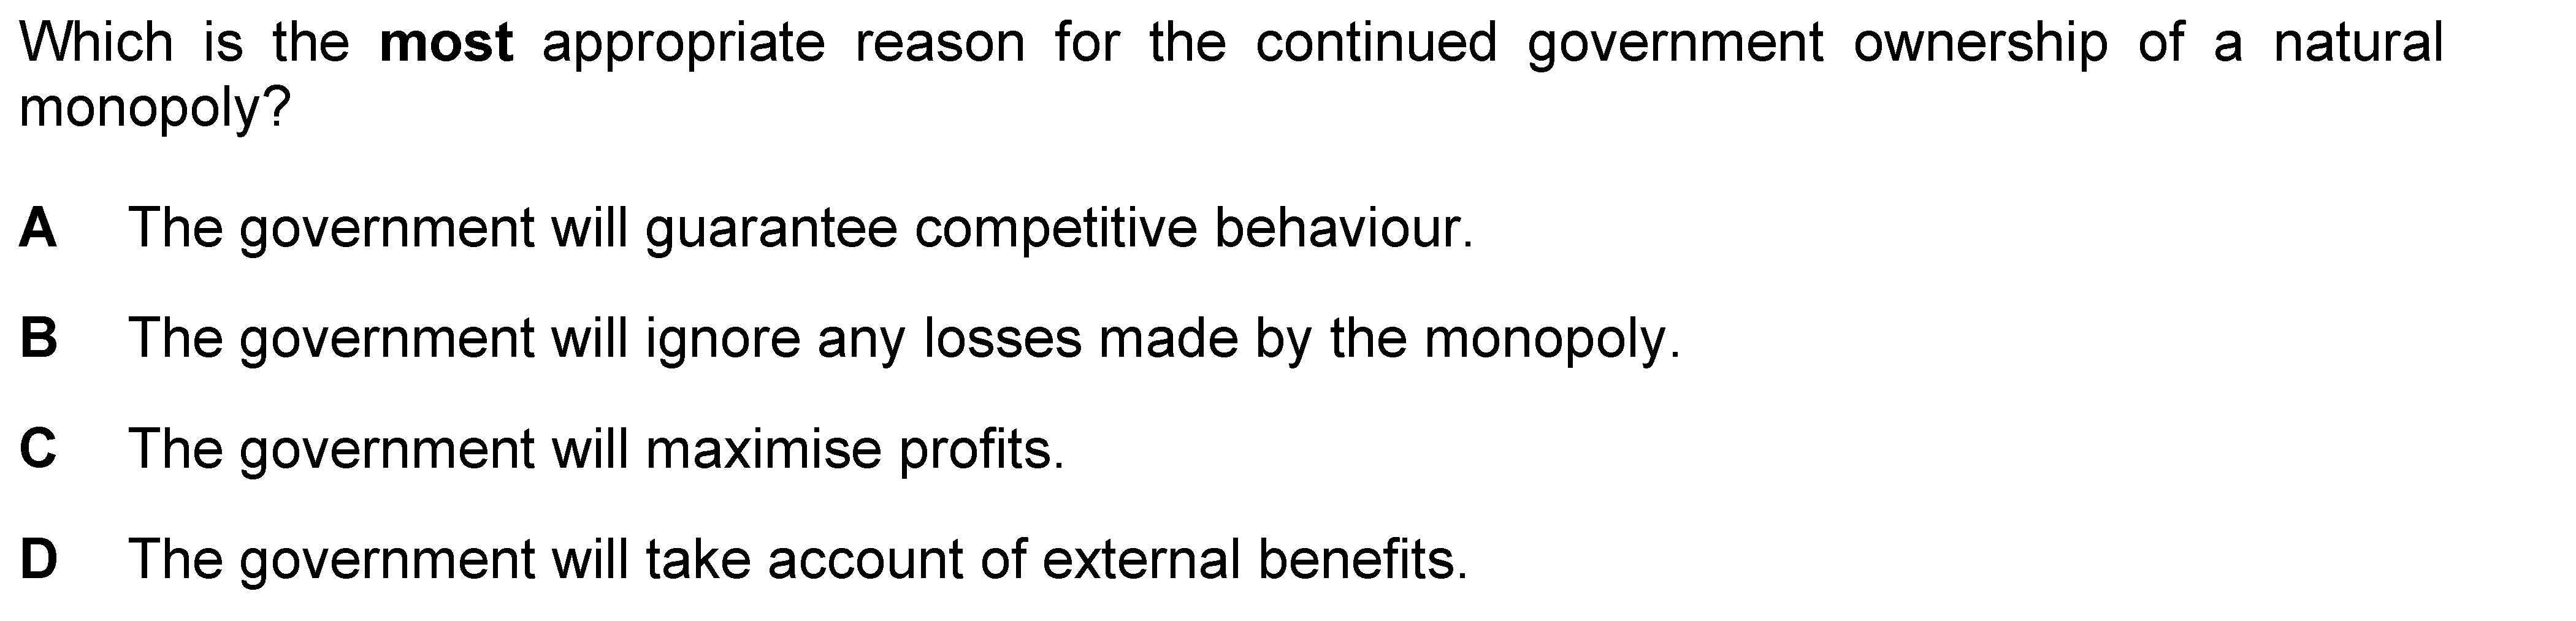 Which is the most appropriate reason for the continued government ownership of a natural
monopoly?
A The government will guarantee competitive behaviour.
B The government will ignore any losses made by the monopoly.
C The government will maximise profits.
D The government will take account of external benefits.